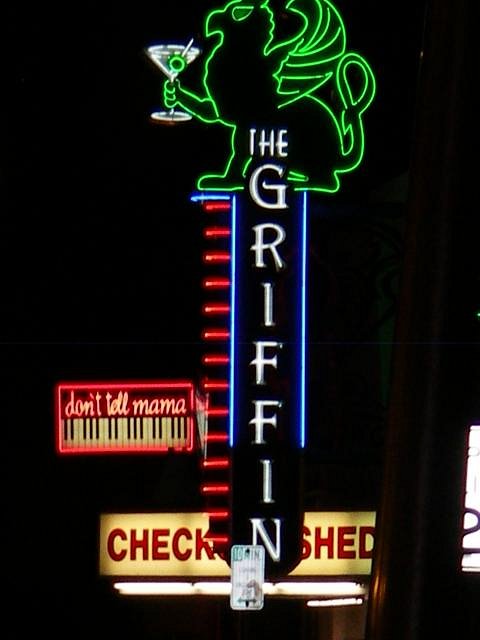 THE
GRIFFIN
don't tell mama
CHECK SHED